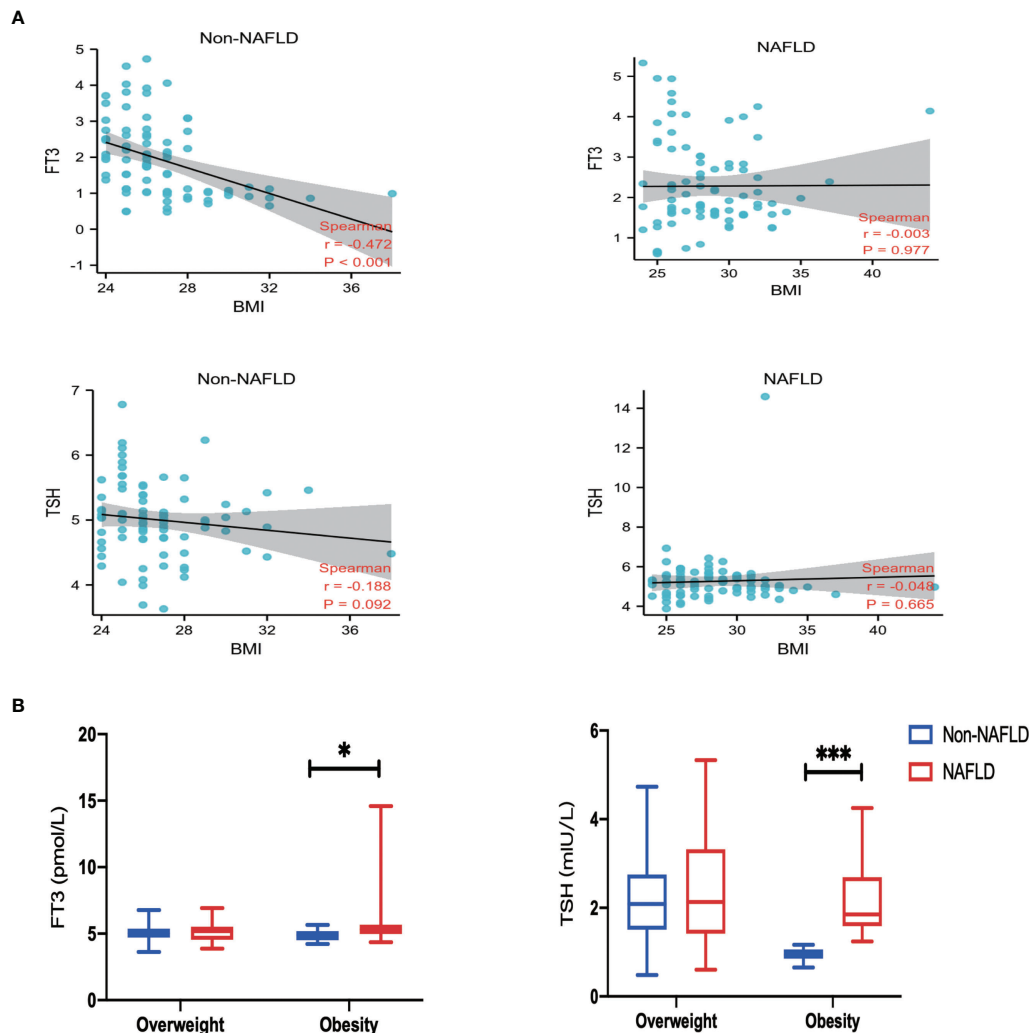 A
Non-NAFLD
FT3
5
4
3
2
1
0
-1
24
28
32
36
BMI
Spearman
r = -0.472
P < 0.001
NAFLD
FT3
5
4
3
2
1
25
30
35
40
BMI
Spearman
r = -0.003
P = 0.977
Non-NAFLD
TSH
7
6
5
4
24
28
32
36
BMI
Spearman
r = -0.188
P = 0.092
NAFLD
TSH
14
12
10
8
6
4
25
30
35
40
BMI
Spearman
r = -0.048
P = 0.665
B
FT3 (pmol/L)
20
15
10
5
0
*
Overweight
Obesity
TSH (mIU/L)
6
4
2
0
***
Overweight
Obesity
Non-NAFLD
NAFLD